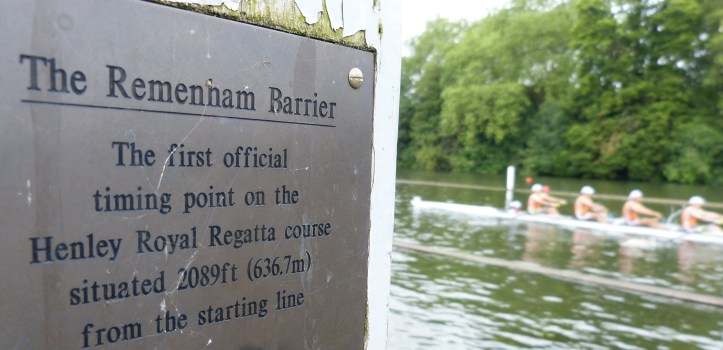 The Remenham Barrier
The first official
timing point on the
Henley Royal Regatta course
situated 2089ft (636.7m)
from the starting line